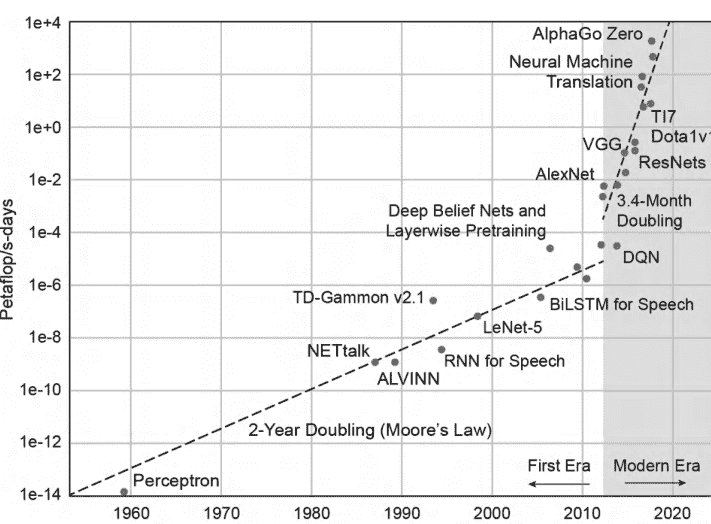 1e+4
1e+2
1e+0
1e-2
1e-4
1e-6
1e-8
1e-10
1e-12
1e-14
Petaflop/s-days
AlphaGo Zero
Neural Machine
Translation
TI7
Dota1v1
VGG
ResNets
AlexNet
3.4-Month
Doubling
Deep Belief Nets and
Layerwise Pretraining
DQN
TD-Gammon v2.1
BiLSTM for Speech
LeNet-5
NETtalk
RNN for Speech
ALVINN
2-Year Doubling (Moore's Law)
Perceptron
First Era
Modern Era
1960
1970
1980
1990
2000
2010
2020